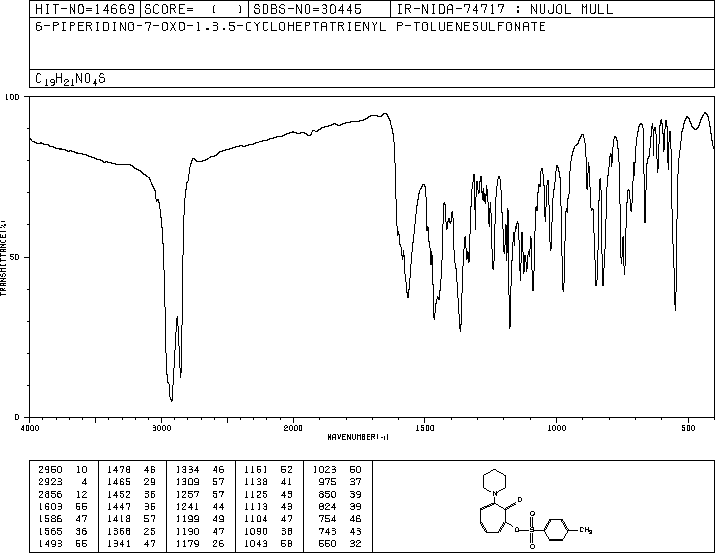 HIT-NO=14669 SCORE= ( ) SDBS-NO=30445 IR-NIDA-74717 : NUJOL MULL
6-PIPERIDINO-7-OXO-1,3,5-CYCLOHEPTATRIENYL P-TOLUENESULFONATE
C19H21NO4S
100
50
0
TRANSMITTANCE(%)
4000 3000 2000 1500 1000 500
WAVENUMBER(-1)
2960 10 1478 46 1334 46 1161 52 1023 50
2923 4 1465 29 1309 57 1138 41 975 37
2856 12 1452 36 1257 57 1125 43 850 39
1603 55 1447 36 1241 44 1113 43 824 39
1586 47 1418 57 1199 49 1104 47 754 46
1565 36 1368 25 1190 47 1090 38 743 43
1493 55 1341 47 1179 26 1043 58 550 32
N
O
O
O
S
O
CH3